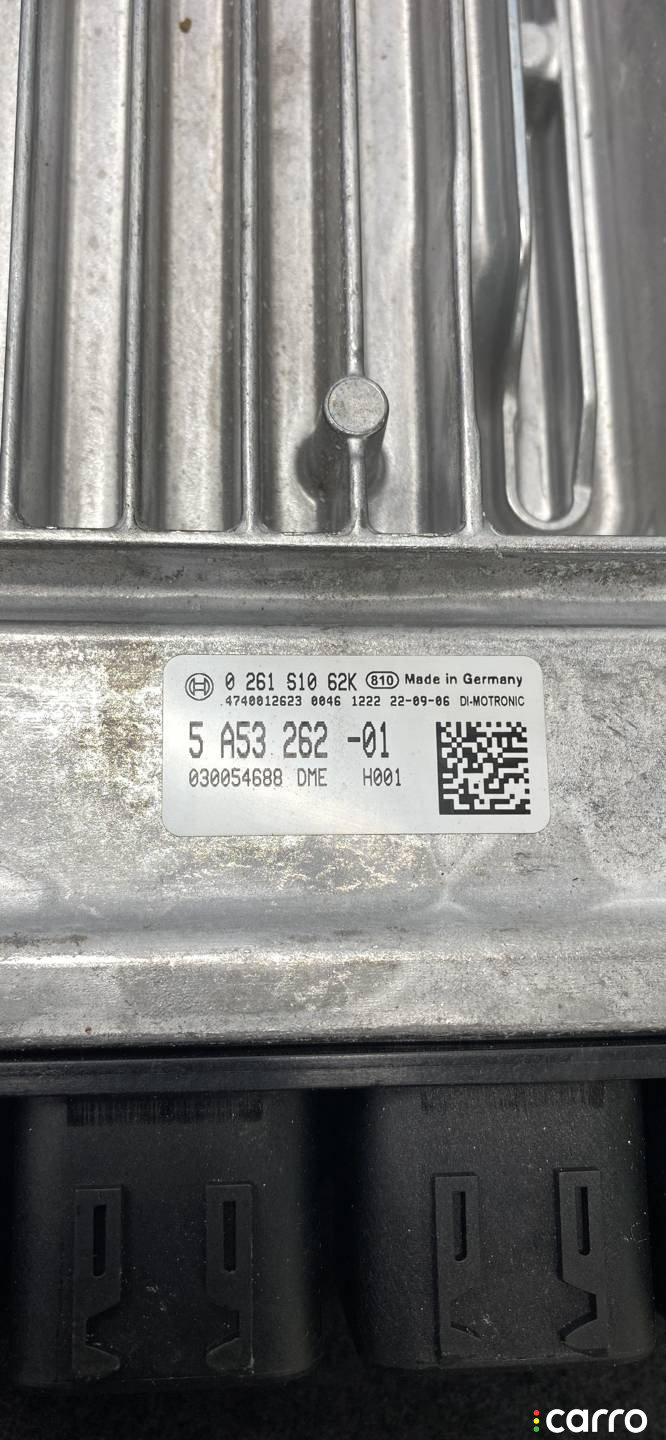 0 261 S10 62K 810 Made in Germany
.4740012623 0046 1222 22-09-06 DI-MOTRONIC
5 A53 262 -01
030054688 DME H001
carro